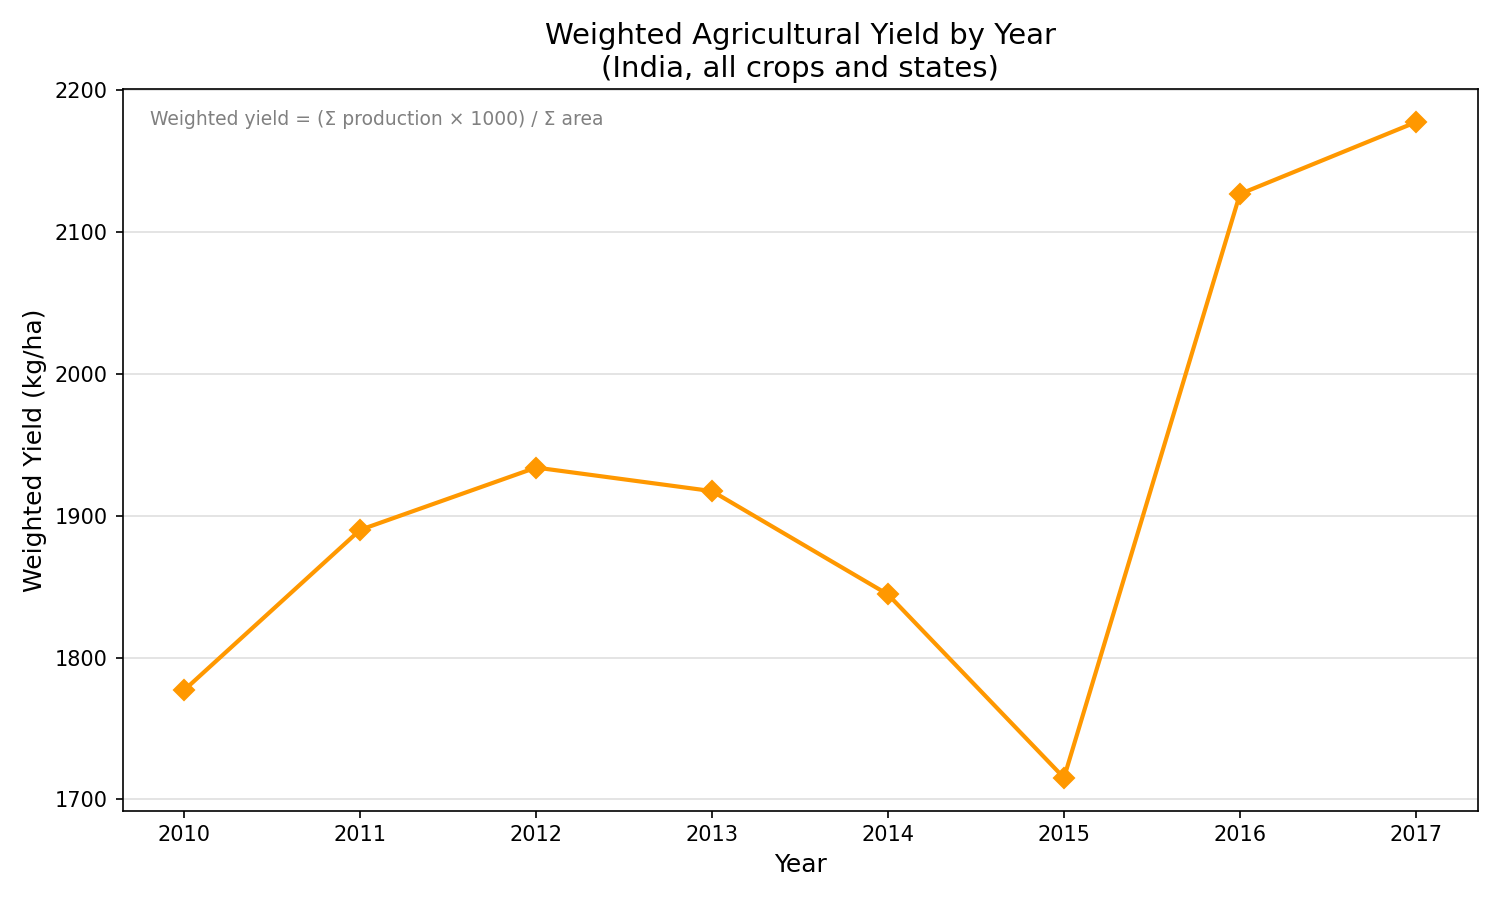 Weighted Agricultural Yield by Year
(India, all crops and states)
Weighted yield = (Σ production × 1000) / Σ area
Weighted Yield (kg/ha)
2200
2100
2000
1900
1800
1700
2010 2011 2012 2013 2014 2015 2016 2017
Year